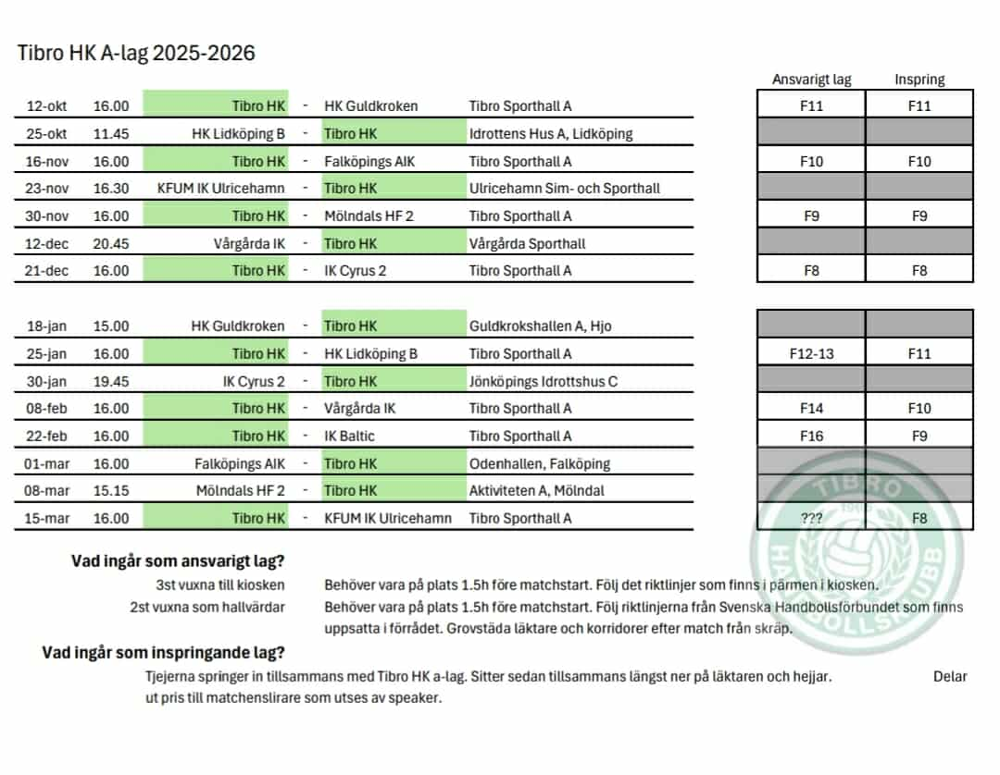 Tibro HK A-lag 2025-2026
Ansvarigt lag Inspring
12-okt 16.00 Tibro HK - HK Guldkroken Tibro Sporthall A F11 F11
25-okt 11.45 HK Lidköping B - Tibro HK Idrottens Hus A, Lidköping
16-nov 16.00 Tibro HK - Falköpings AIK Tibro Sporthall A F10 F10
23-nov 16.30 KFUM IK Ulricehamn - Tibro HK Ulricehamn Sim- och Sporthall
30-nov 16.00 Tibro HK - Mölndals HF 2 Tibro Sporthall A F9 F9
12-dec 20.45 Vårgårda IK - Tibro HK Vårgårda Sporthall
21-dec 16.00 Tibro HK - IK Cyrus 2 Tibro Sporthall A F8 F8
18-jan 15.00 HK Guldkroken - Tibro HK Guldkrokshallen A, Hjo
25-jan 16.00 Tibro HK - HK Lidköping B Tibro Sporthall A F12-13 F11
30-jan 19.45 IK Cyrus 2 - Tibro HK Jönköpings Idrottshus C
08-feb 16.00 Tibro HK - Vårgårda IK Tibro Sporthall A F14 F10
22-feb 16.00 Tibro HK - IK Baltic Tibro Sporthall A F16 F9
01-mar 16.00 Falköpings AIK - Tibro HK Odenhallen, Falköping
08-mar 15.15 Mölndals HF 2 - Tibro HK Aktiviteten A, Mölndal
15-mar 16.00 Tibro HK - KFUM IK Ulricehamn Tibro Sporthall A ??? F8
TIBRO
HANDBOLLSKLUBB
Vad ingår som ansvarigt lag?
3st vuxna till kiosken Behöver vara på plats 1.5h före matchstart. Följ det riktlinjer som finns i pärmen i kiosken.
2st vuxna som hallvärdar Behöver vara på plats 1.5h före matchstart. Följ riktlinjerna från Svenska Handbollsförbundet som finns
uppsatta i förrådet. Grovstäda läktare och korridorer efter match från skräp.
Vad ingår som inspringande lag?
Tjejerna springer in tillsammans med Tibro HK a-lag. Sitter sedan tillsammans längst ner på läktaren och hejjar. Delar
ut pris till matchenslirare som utses av speaker.